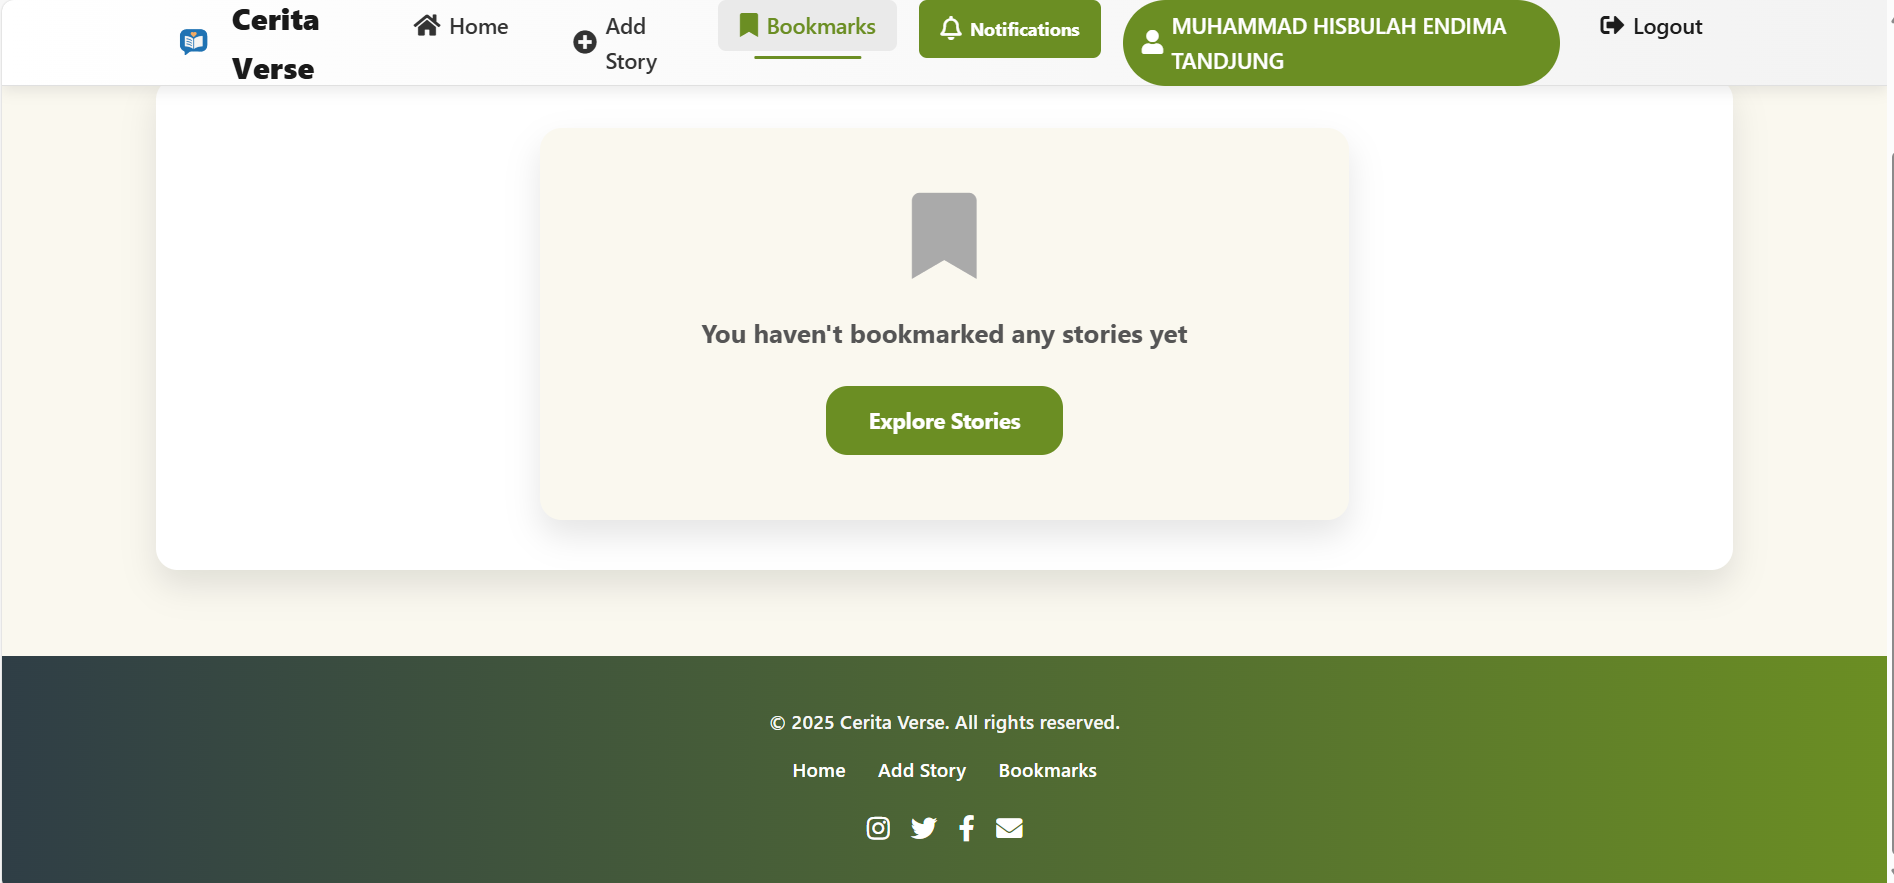 Cerita
Verse
Home
Add
Story
Bookmarks
Notifications
MUHAMMAD HISBULAH ENDIMA
TANDJUNG
Logout
You haven't bookmarked any stories yet
Explore Stories
© 2025 Cerita Verse. All rights reserved.
Home Add Story Bookmarks